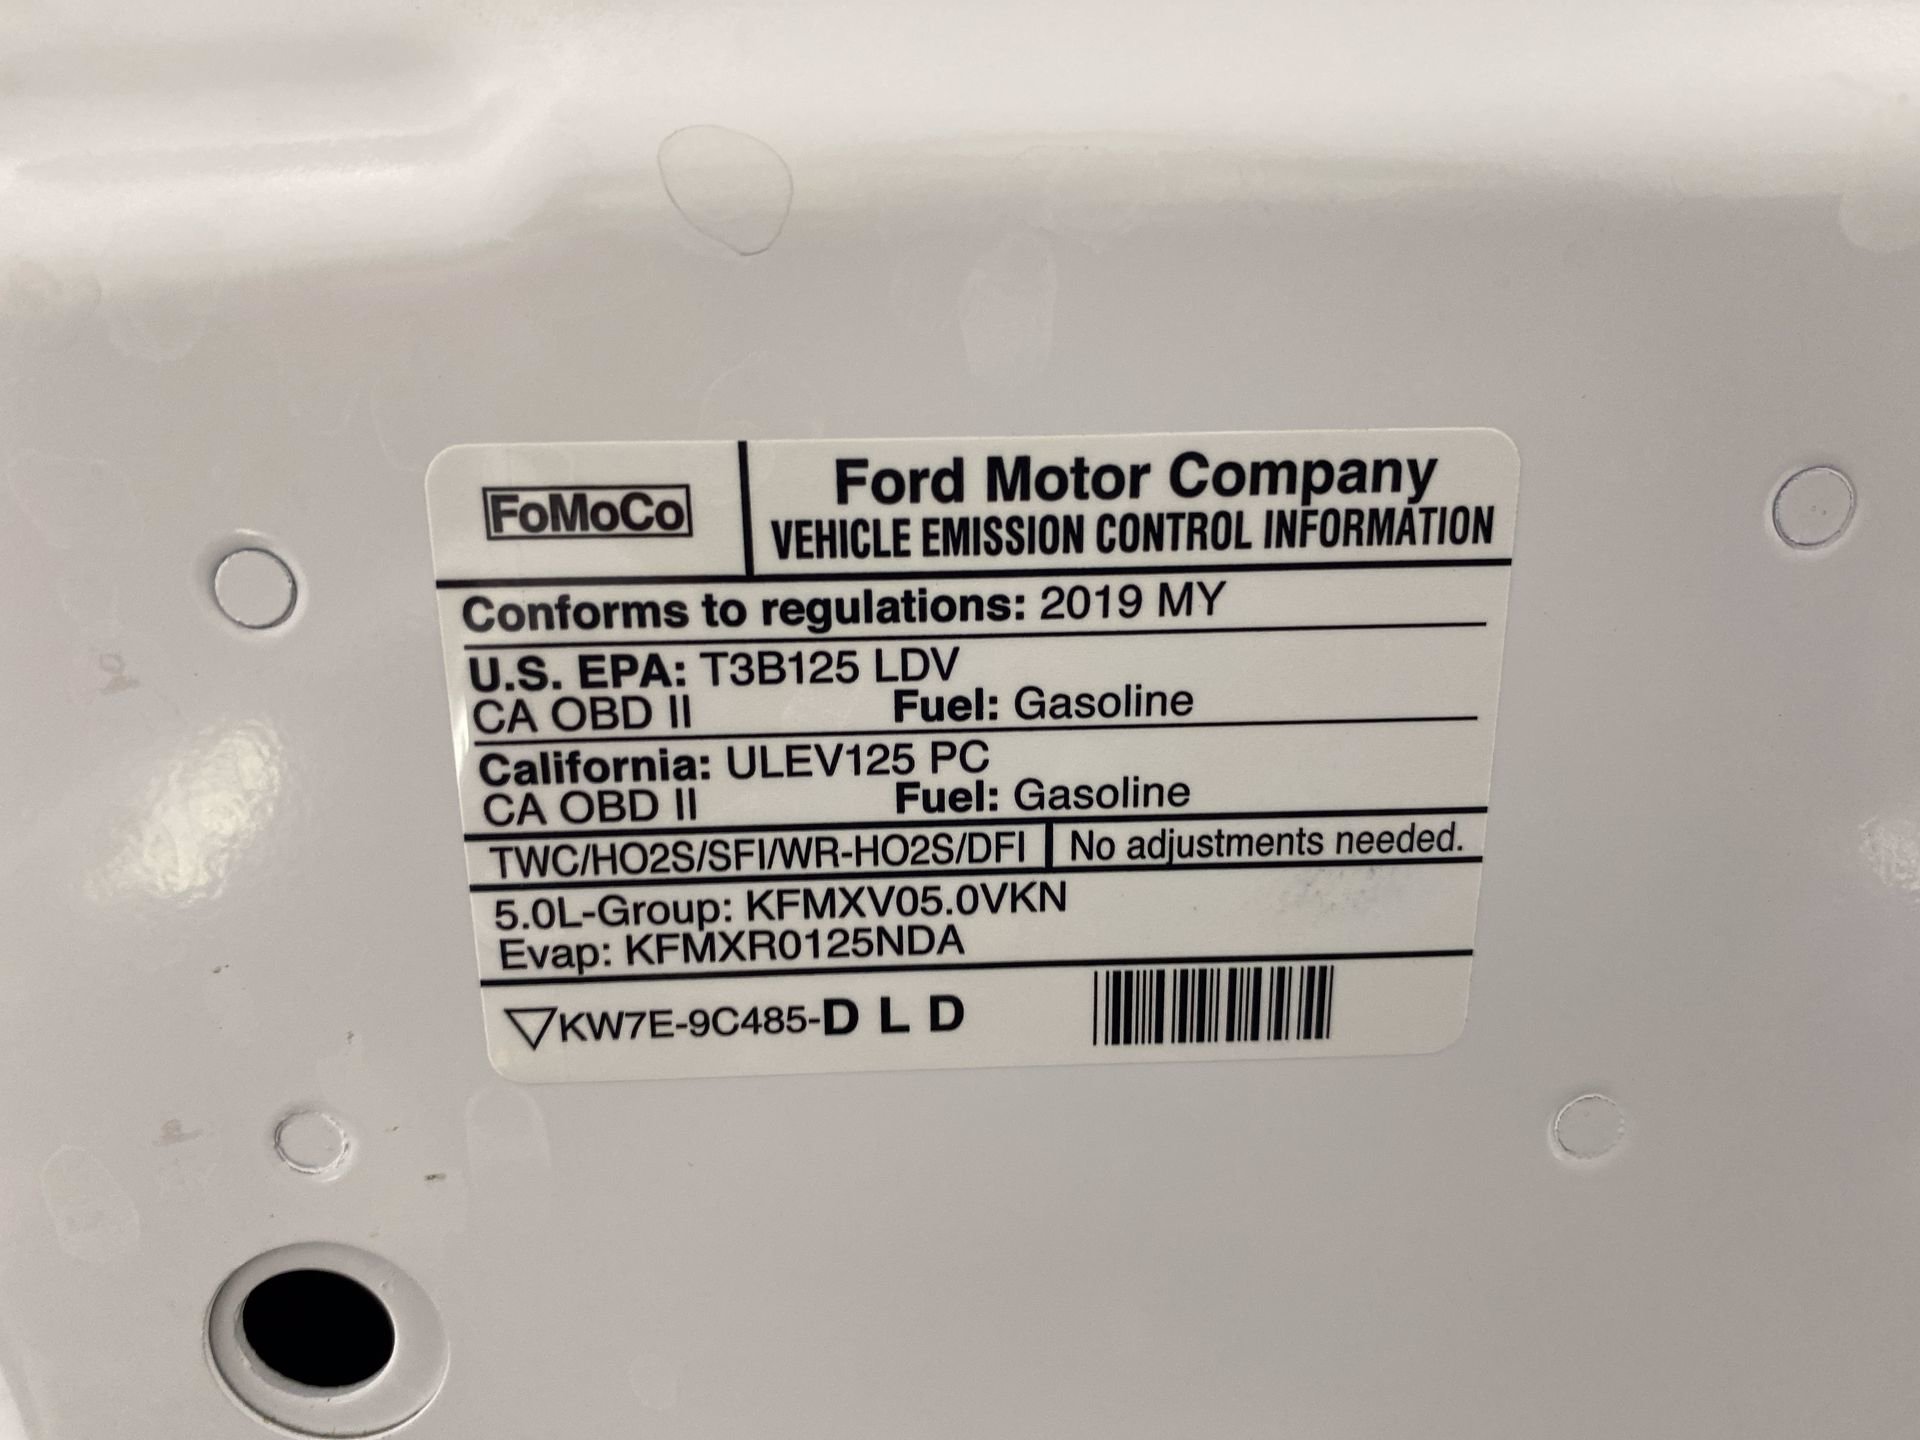 FoMoCo
Ford Motor Company
VEHICLE EMISSION CONTROL INFORMATION
Conforms to regulations: 2019 MY
U.S. EPA: T3B125 LDV
CA OBD II Fuel: Gasoline
California: ULEV125 PC
CA OBD II Fuel: Gasoline
TWC/HO2S/SFI/WR-HO2S/DFI No adjustments needed.
5.0L-Group: KFMXV05.0VKN
Evap: KFMXR0125NDA
▽KW7E-9C485-D L D